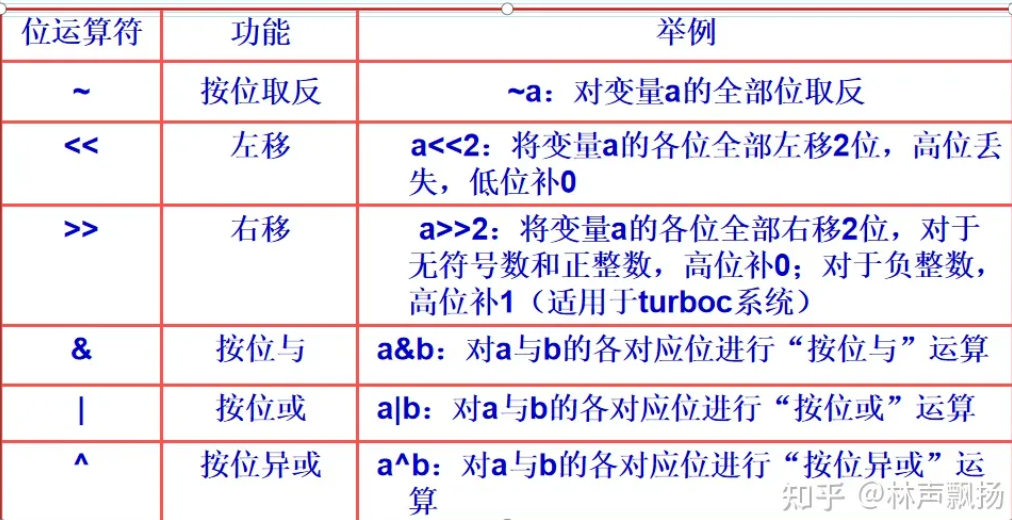 位运算符 功能 举例
~ 按位取反 ~a：对变量a的全部位取反
<< 左移 a<<2：将变量a的各位全部左移2位，高位丢
失，低位补0
>> 右移 a>>2：将变量a的各位全部右移2位，对于
无符号数和正整数，高位补0；对于负整数，
高位补1（适用于turboc系统）
& 按位与 a&b：对a与b的各对应位进行“按位与”运算
| 按位或 a|b：对a与b的各对应位进行“按位或”运算
^ 按位异或 a^b：对a与b的各对应位进行“按位异或”运
算
知乎 @林声飘扬